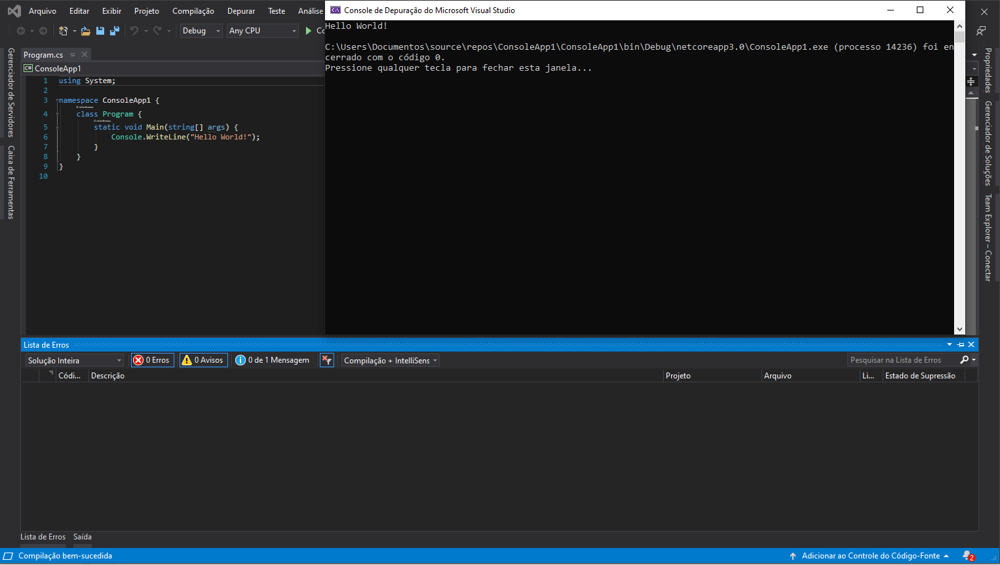 Arquivo Editar Exibir Projeto Compilação Depurar Teste Análise
Console de Depuração do Microsoft Visual Studio
Debug Any CPU Co
Hello World!
C:\Users\Documentos\source\repos\ConsoleApp1\ConsoleApp1\bin\Debug\netcoreapp3.0\ConsoleApp1.exe (processo 14236) foi en
cerrado com o código 0.
Pressione qualquer tecla para fechar esta janela...
Gerenciador de Servidores
Caixa de Ferramentas
Program.cs
C# ConsoleApp1
1 using System;
2
3 namespace ConsoleApp1 {
0 referências
4 class Program {
0 referências
5 static void Main(string[] args) {
6 Console.WriteLine("Hello World!");
7 }
8 }
9 }
10
Propriedades
Gerenciador de Soluções
Team Explorer – Conectar
Lista de Erros
Solução Inteira 0 Erros 0 Avisos 0 de 1 Mensagem Compilação + IntelliSens Pesquisar na Lista de Erros
Códi... Descrição Projeto Arquivo Li... Estado de Supressão
Lista de Erros Saída
Compilação bem-sucedida Adicionar ao Controle do Código-Fonte 2